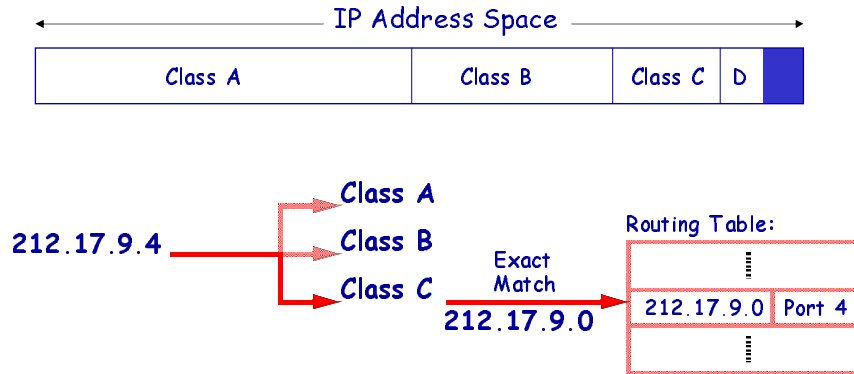 IP Address Space
Class A
Class B
Class C
D
Class A
212.17.9.4
Class B
Class C
Exact
Match
212.17.9.0
Routing Table:
212.17.9.0
Port 4